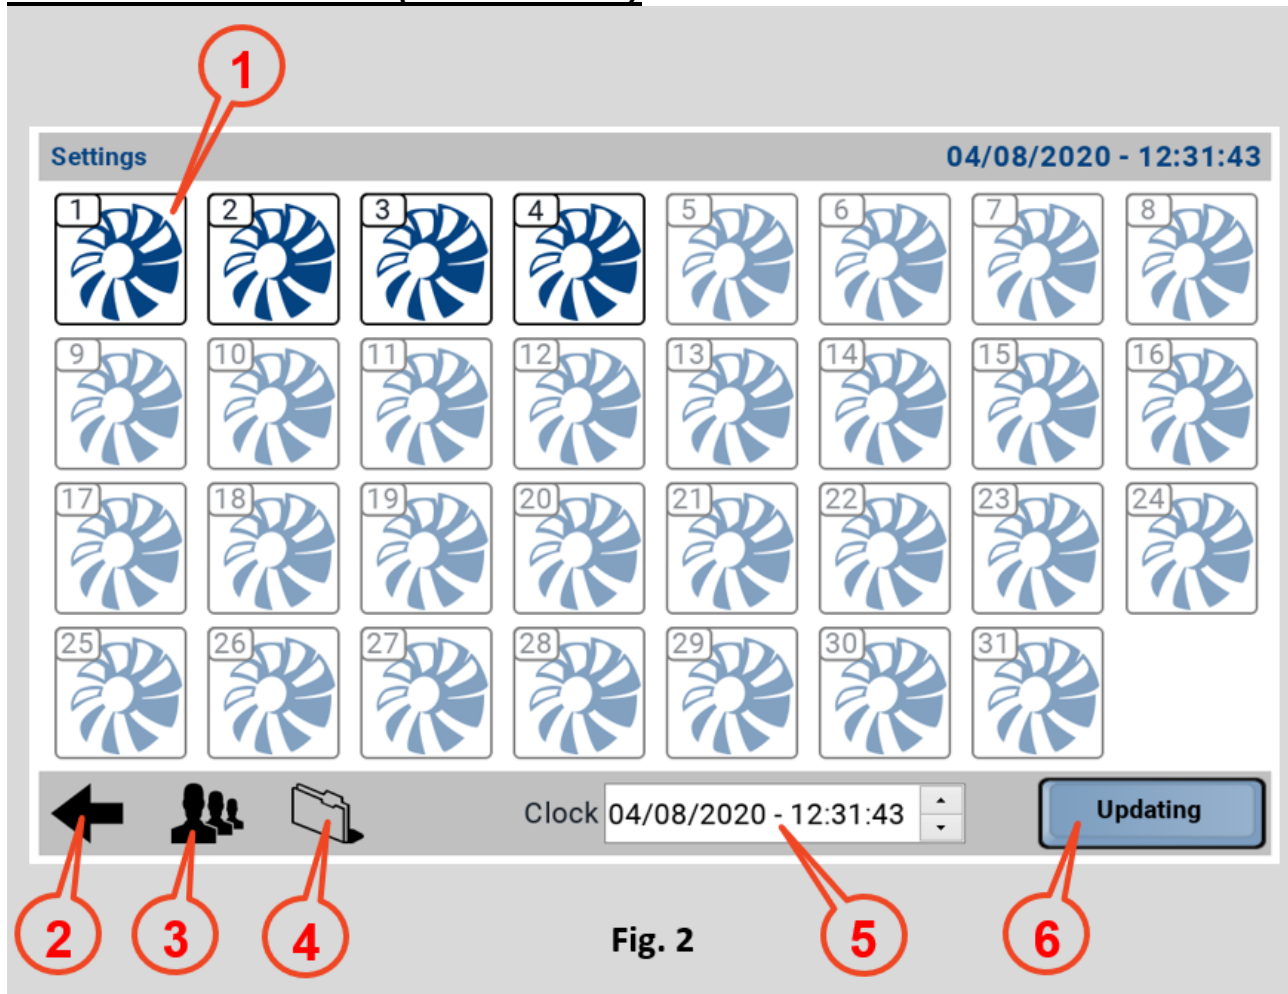 1
Settings 04/08/2020 - 12:31:43
1 2 3 4 5 6 7 8
9 10 11 12 13 14 15 16
17 18 19 20 21 22 23 24
25 26 27 28 29 30 31
Clock 04/08/2020 - 12:31:43 Updating
2 3 4 Fig. 2 5 6